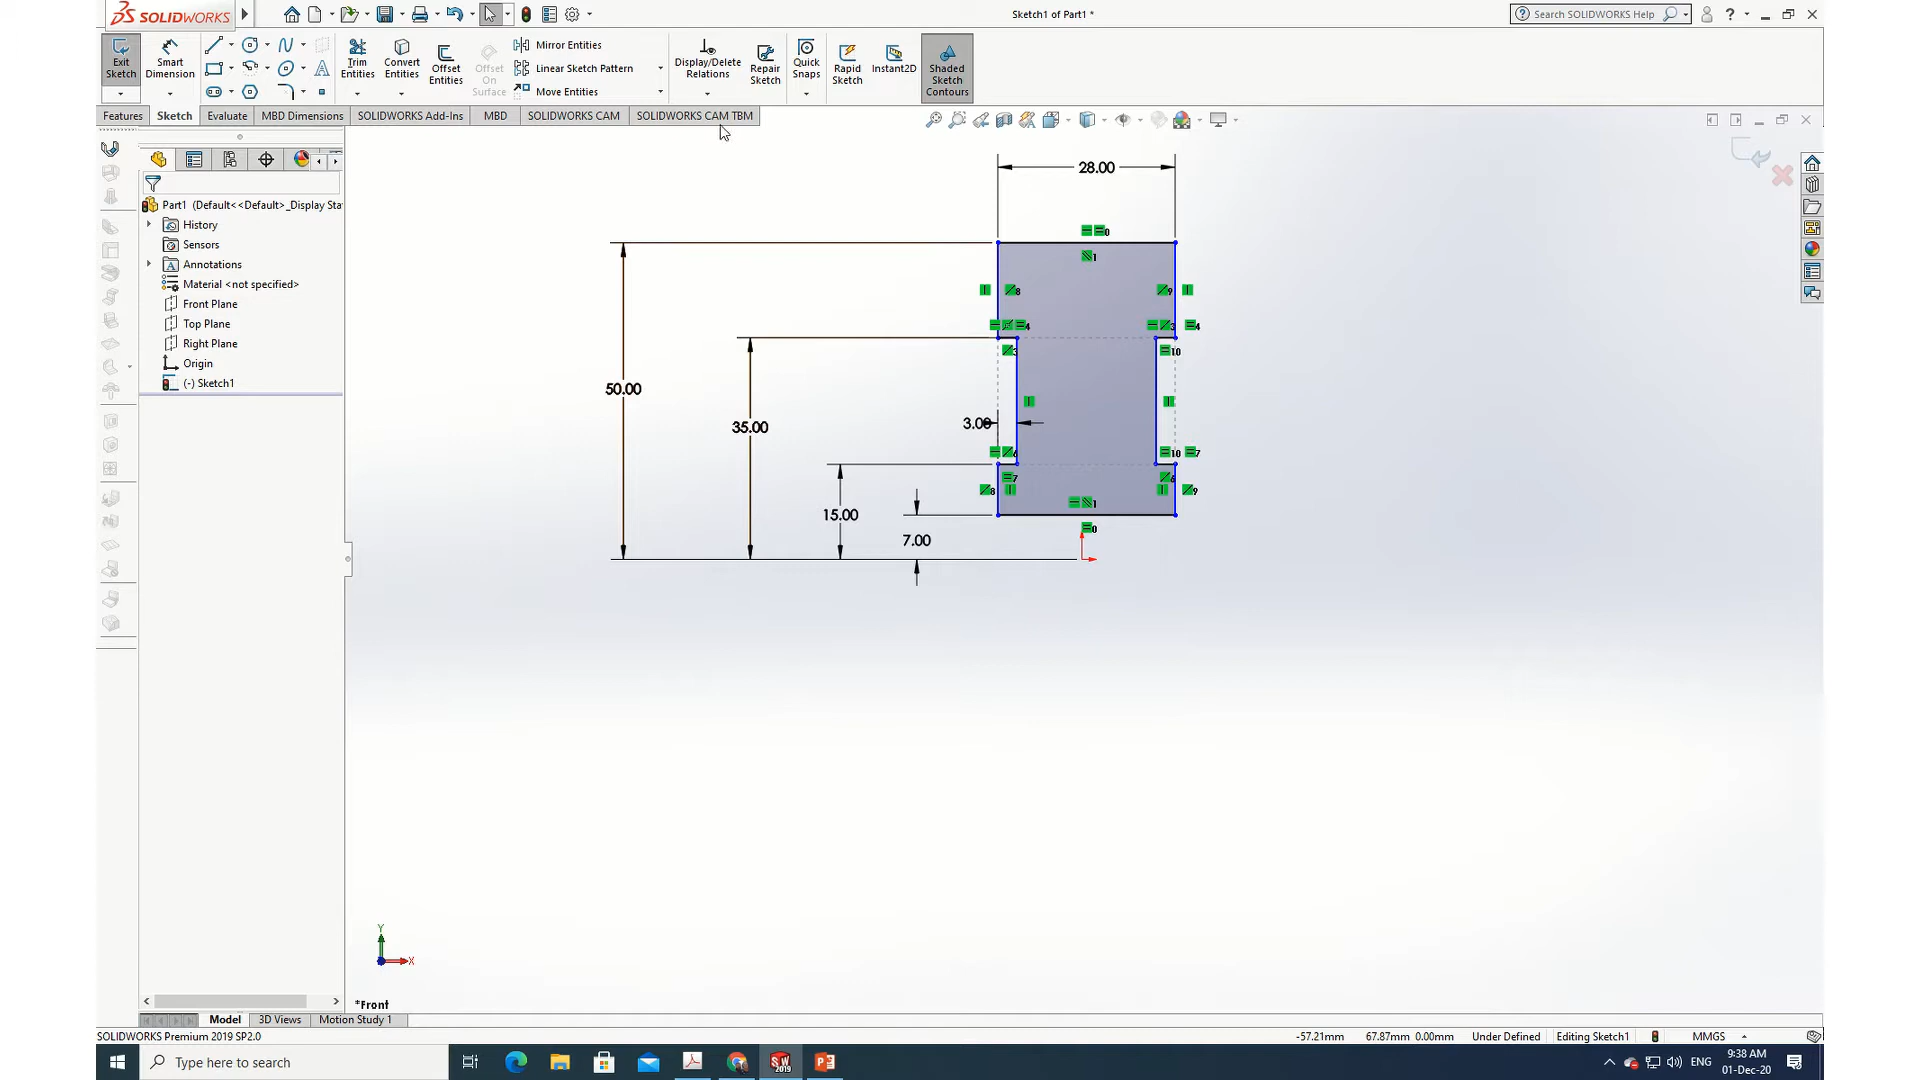 SOLIDWORKS
Sketch1 of Part1 *
Search SOLIDWORKS Help
Exit Sketch
Smart Dimension
Trim Entities
Convert Entities
Offset Entities
Offset On Surface
Mirror Entities
Linear Sketch Pattern
Move Entities
Display/Delete Relations
Repair Sketch
Quick Snaps
Rapid Sketch
Instant2D
Shaded Sketch Contours
Features
Sketch
Evaluate
MBD Dimensions
SOLIDWORKS Add-Ins
MBD
SOLIDWORKS CAM
SOLIDWORKS CAM TBM
Part1 (Default<<Default>_Display Sta
History
Sensors
Annotations
Material <not specified>
Front Plane
Top Plane
Right Plane
Origin
(-) Sketch1
28.00
50.00
35.00
3.00
15.00
7.00
Y
X
*Front
Model
3D Views
Motion Study 1
SOLIDWORKS Premium 2019 SP2.0
-57.21mm
67.87mm 0.00mm
Under Defined
Editing Sketch1
MMGS
Type here to search
ENG
9:38 AM
01-Dec-20